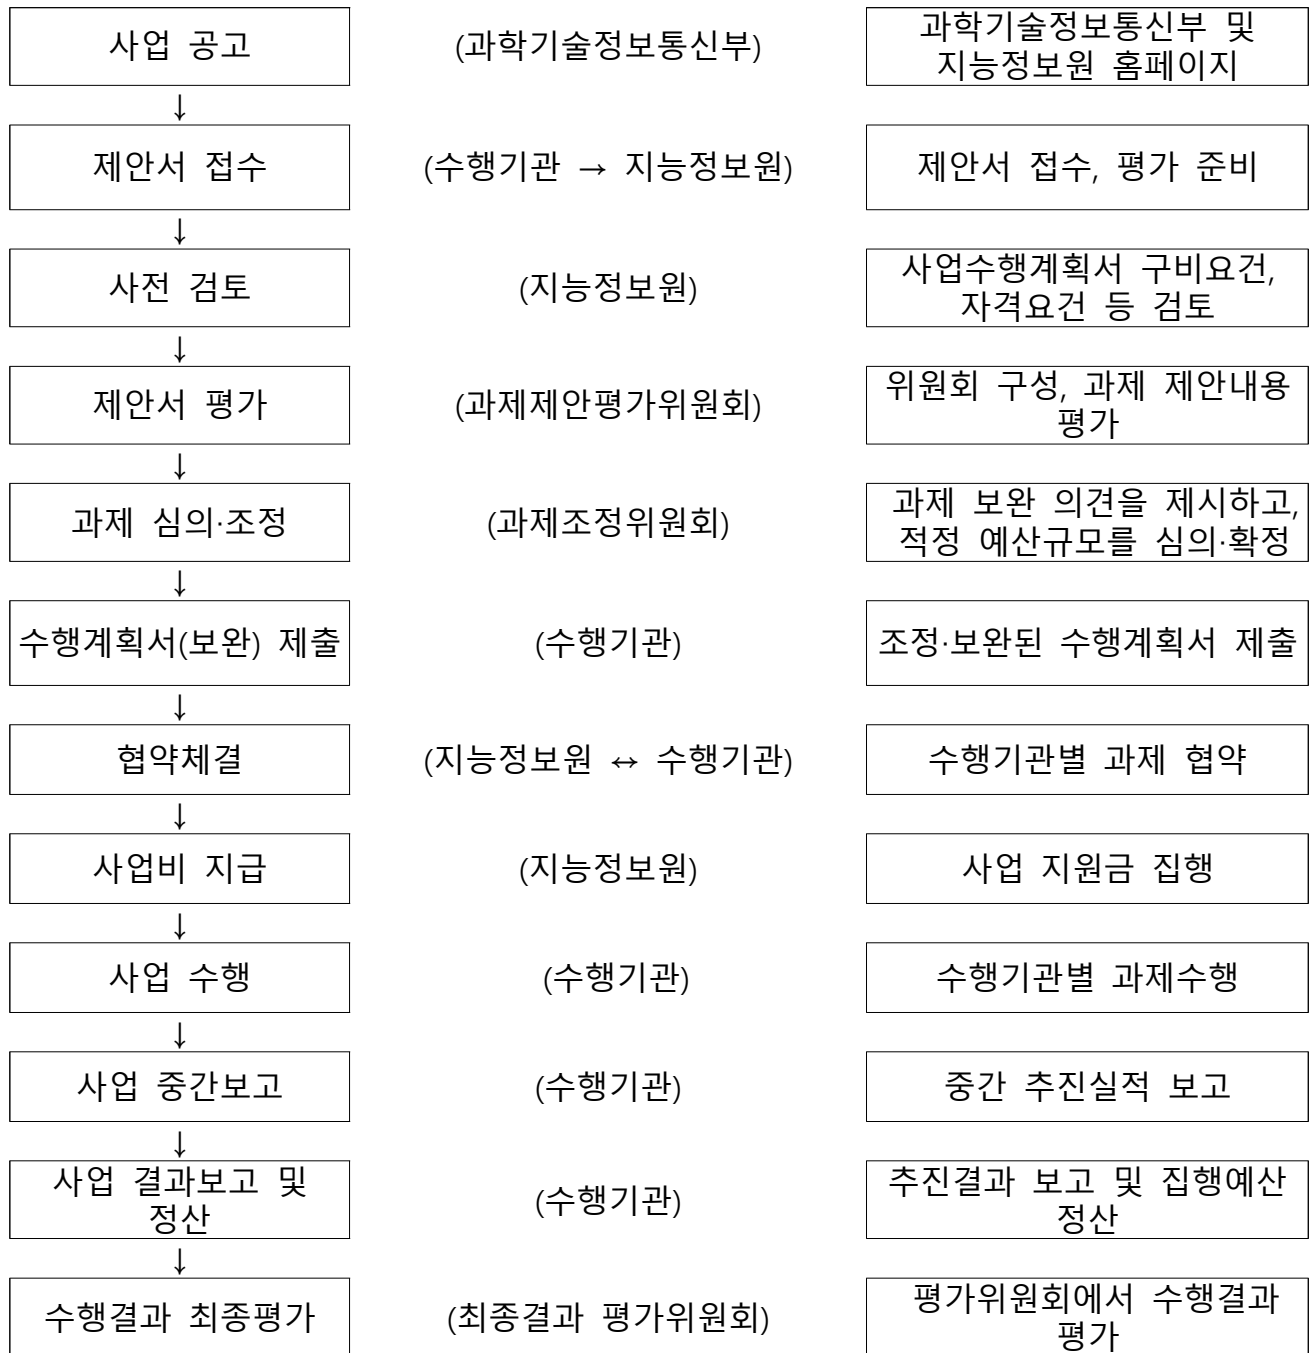 사업 공고
(과학기술정보통신부)
과학기술정보통신부 및
지능정보원 홈페이지
↓
제안서 접수
(수행기관 → 지능정보원)
제안서 접수, 평가 준비
↓
사전 검토
(지능정보원)
사업수행계획서 구비요건,
자격요건 등 검토
↓
제안서 평가
(과제제안평가위원회)
위원회 구성, 과제 제안내용
평가
↓
과제 심의·조정
(과제조정위원회)
과제 보완 의견을 제시하고,
적정 예산규모를 심의·확정
↓
수행계획서(보완) 제출
(수행기관)
조정·보완된 수행계획서 제출
↓
협약체결
(지능정보원 ↔ 수행기관)
수행기관별 과제 협약
↓
사업비 지급
(지능정보원)
사업 지원금 집행
↓
사업 수행
(수행기관)
수행기관별 과제수행
↓
사업 중간보고
(수행기관)
중간 추진실적 보고
↓
사업 결과보고 및
정산
(수행기관)
추진결과 보고 및 집행예산
정산
↓
수행결과 최종평가
(최종결과 평가위원회)
평가위원회에서 수행결과
평가